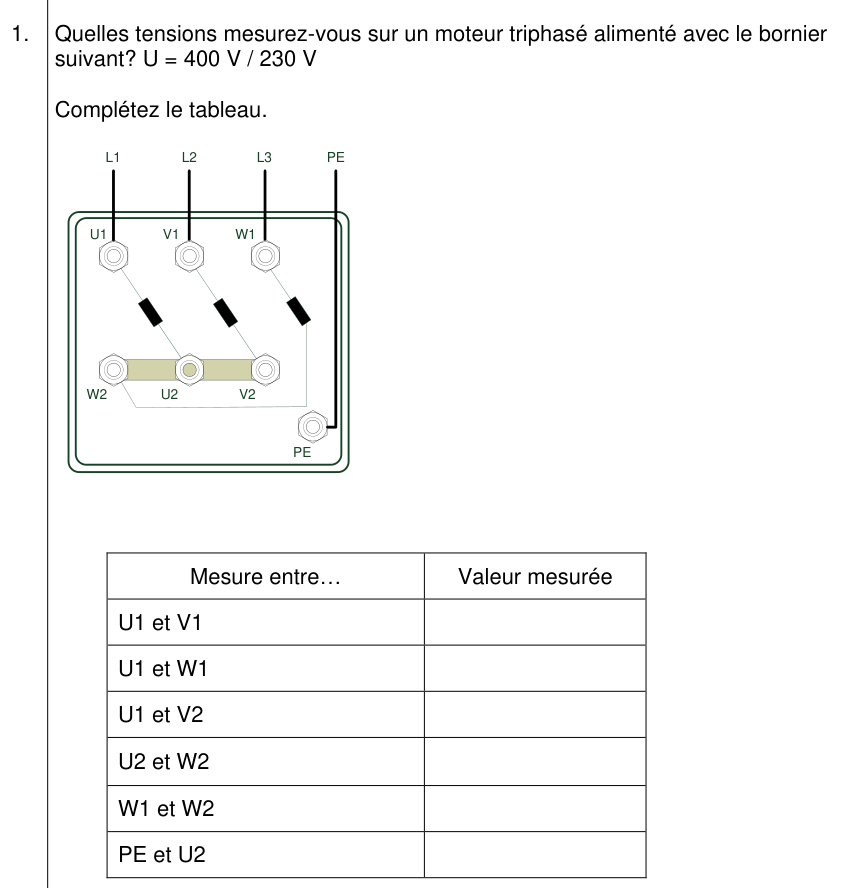 1. Quelles tensions mesurez-vous sur un moteur triphasé alimenté avec le bornier
suivant? U = 400 V / 230 V
Complétez le tableau.
L1 L2 L3 PE
U1 V1 W1
W2 U2 V2
PE
Mesure entre… Valeur mesurée
U1 et V1
U1 et W1
U1 et V2
U2 et W2
W1 et W2
PE et U2